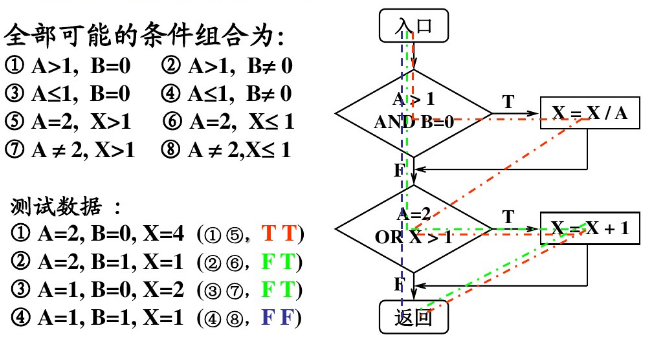 全部可能的条件组合为:
① A>1, B=0 ② A>1, B≠0
③ A≤1, B=0 ④ A≤1, B≠0
⑤ A=2, X>1 ⑥ A=2, X≤1
⑦ A≠2, X>1 ⑧ A≠2,X≤1
测试数据:
① A=2, B=0, X=4 (①⑤, T T)
② A=2, B=1, X=1 (②⑥, F T)
③ A=1, B=0, X=2 (③⑦, F T)
④ A=1, B=1, X=1 (④⑧, F F)
入口
A > 1
AND B=0
T
X = X / A
F
A=2
OR X > 1
T
X = X + 1
F
返回